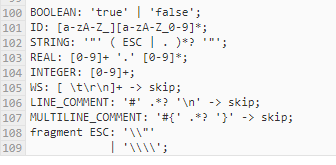 100 BOOLEAN: 'true' | 'false';
101 ID: [a-zA-Z_][a-zA-Z_0-9]*;
102 STRING: '"' ( ESC | . )*? '"';
103 REAL: [0-9]+ '.' [0-9]*;
104 INTEGER: [0-9]+;
105 WS: [ \t\r\n]+ -> skip;
106 LINE_COMMENT: '#' .*? '\n' -> skip;
107 MULTILINE_COMMENT: '#{' .*? '}' -> skip;
108 fragment ESC: '\\"'
109             | '\\\\';